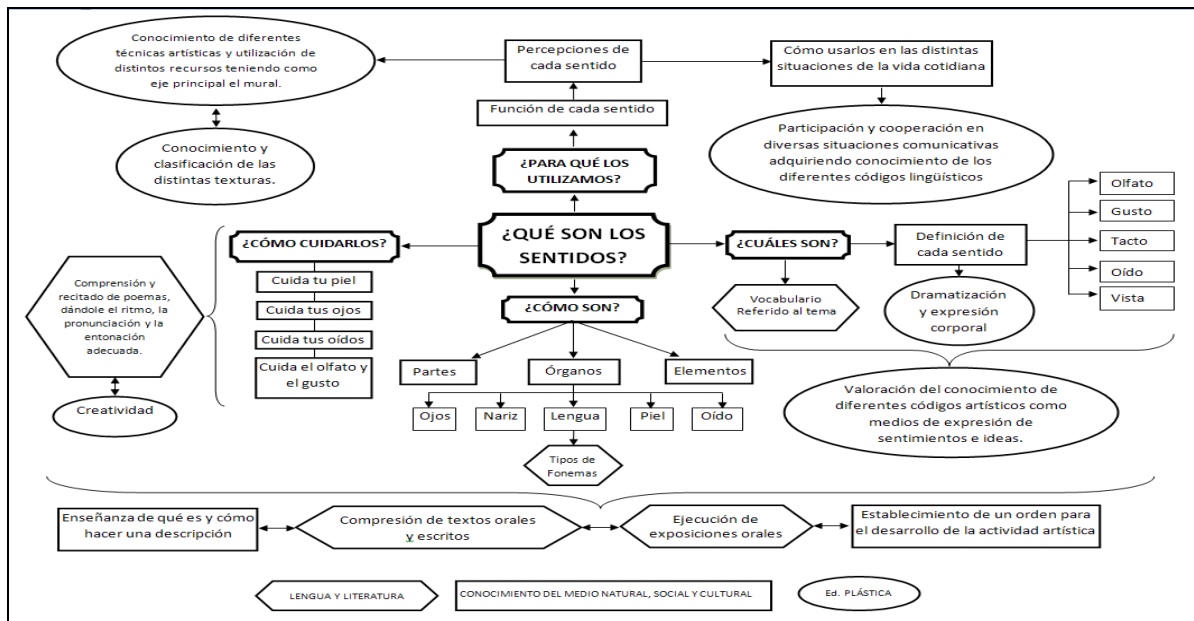 Conocimiento de diferentes
técnicas artísticas y utilización de
distintos recursos teniendo como
eje principal el mural.
Percepciones de
cada sentido
Cómo usarlos en las distintas
situaciones de la vida cotidiana
Función de cada sentido
Conocimiento y
clasificación de las
distintas texturas.
¿PARA QUÉ LOS
UTILIZAMOS?
Participación y cooperación en
diversas situaciones comunicativas
adquiriendo conocimiento de los
diferentes códigos lingüísticos
¿CÓMO CUIDARLOS?
¿QUÉ SON LOS
SENTIDOS?
¿CUÁLES SON?
Definición de
cada sentido
Olfato
Gusto
Tacto
Oído
Vista
Comprensión y
recitado de poemas,
dándole el ritmo, la
pronunciación y la
entonación
adecuada.
Creatividad
Cuida tu piel
Cuida tus ojos
Cuida tus oídos
Cuida el olfato y
el gusto
¿CÓMO SON?
Vocabulario
Referido al tema
Dramatización
y expresión
corporal
Partes
Órganos
Elementos
Ojos
Nariz
Lengua
Piel
Oído
Tipos de
Fonemas
Valoración del conocimiento de
diferentes códigos artísticos como
medios de expresión de
sentimientos e ideas.
Enseñanza de qué es y cómo
hacer una descripción
Compresión de textos orales
y escritos
Ejecución de
exposiciones orales
Establecimiento de un orden para
el desarrollo de la actividad artística
LENGUA Y LITERATURA
CONOCIMIENTO DEL MEDIO NATURAL, SOCIAL Y CULTURAL
Ed. PLÁSTICA